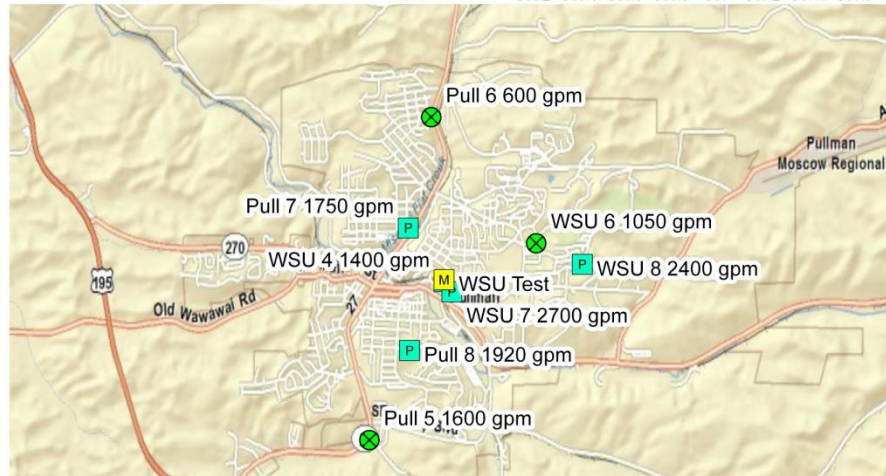 Pull 6 600 gpm
Pullman
Moscow Regional
Pull 7 1750 gpm
WSU 6 1050 gpm
270
WSU 4 1400 gpm
WSU 8 2400 gpm
195
M
WSU Test
P
P
P
Old Wawawai Rd
27
WSU 7 2700 gpm
P
Pull 8 1920 gpm
Pull 5 1600 gpm